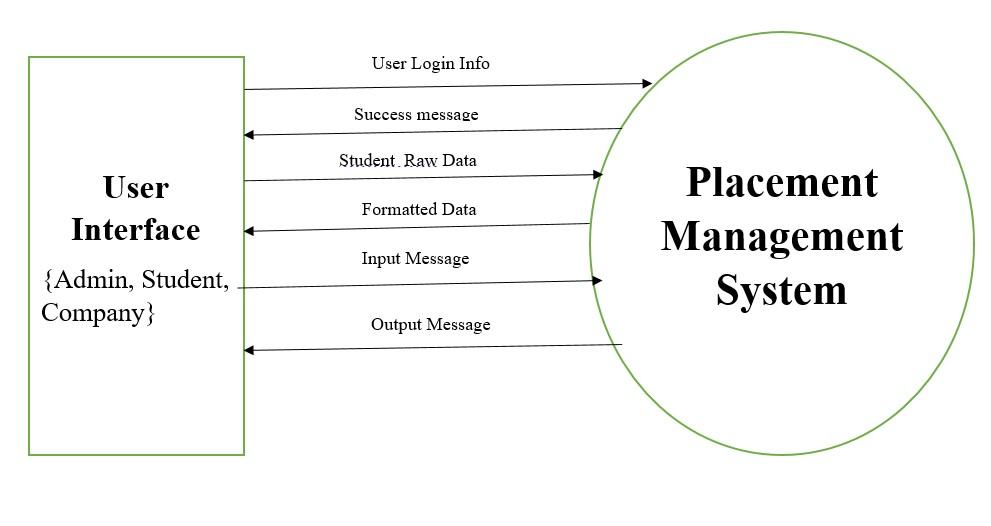 User Login Info
Success message
Student Raw Data
Formatted Data
Input Message
Output Message
User
Interface
{Admin, Student,
Company}
Placement
Management
System